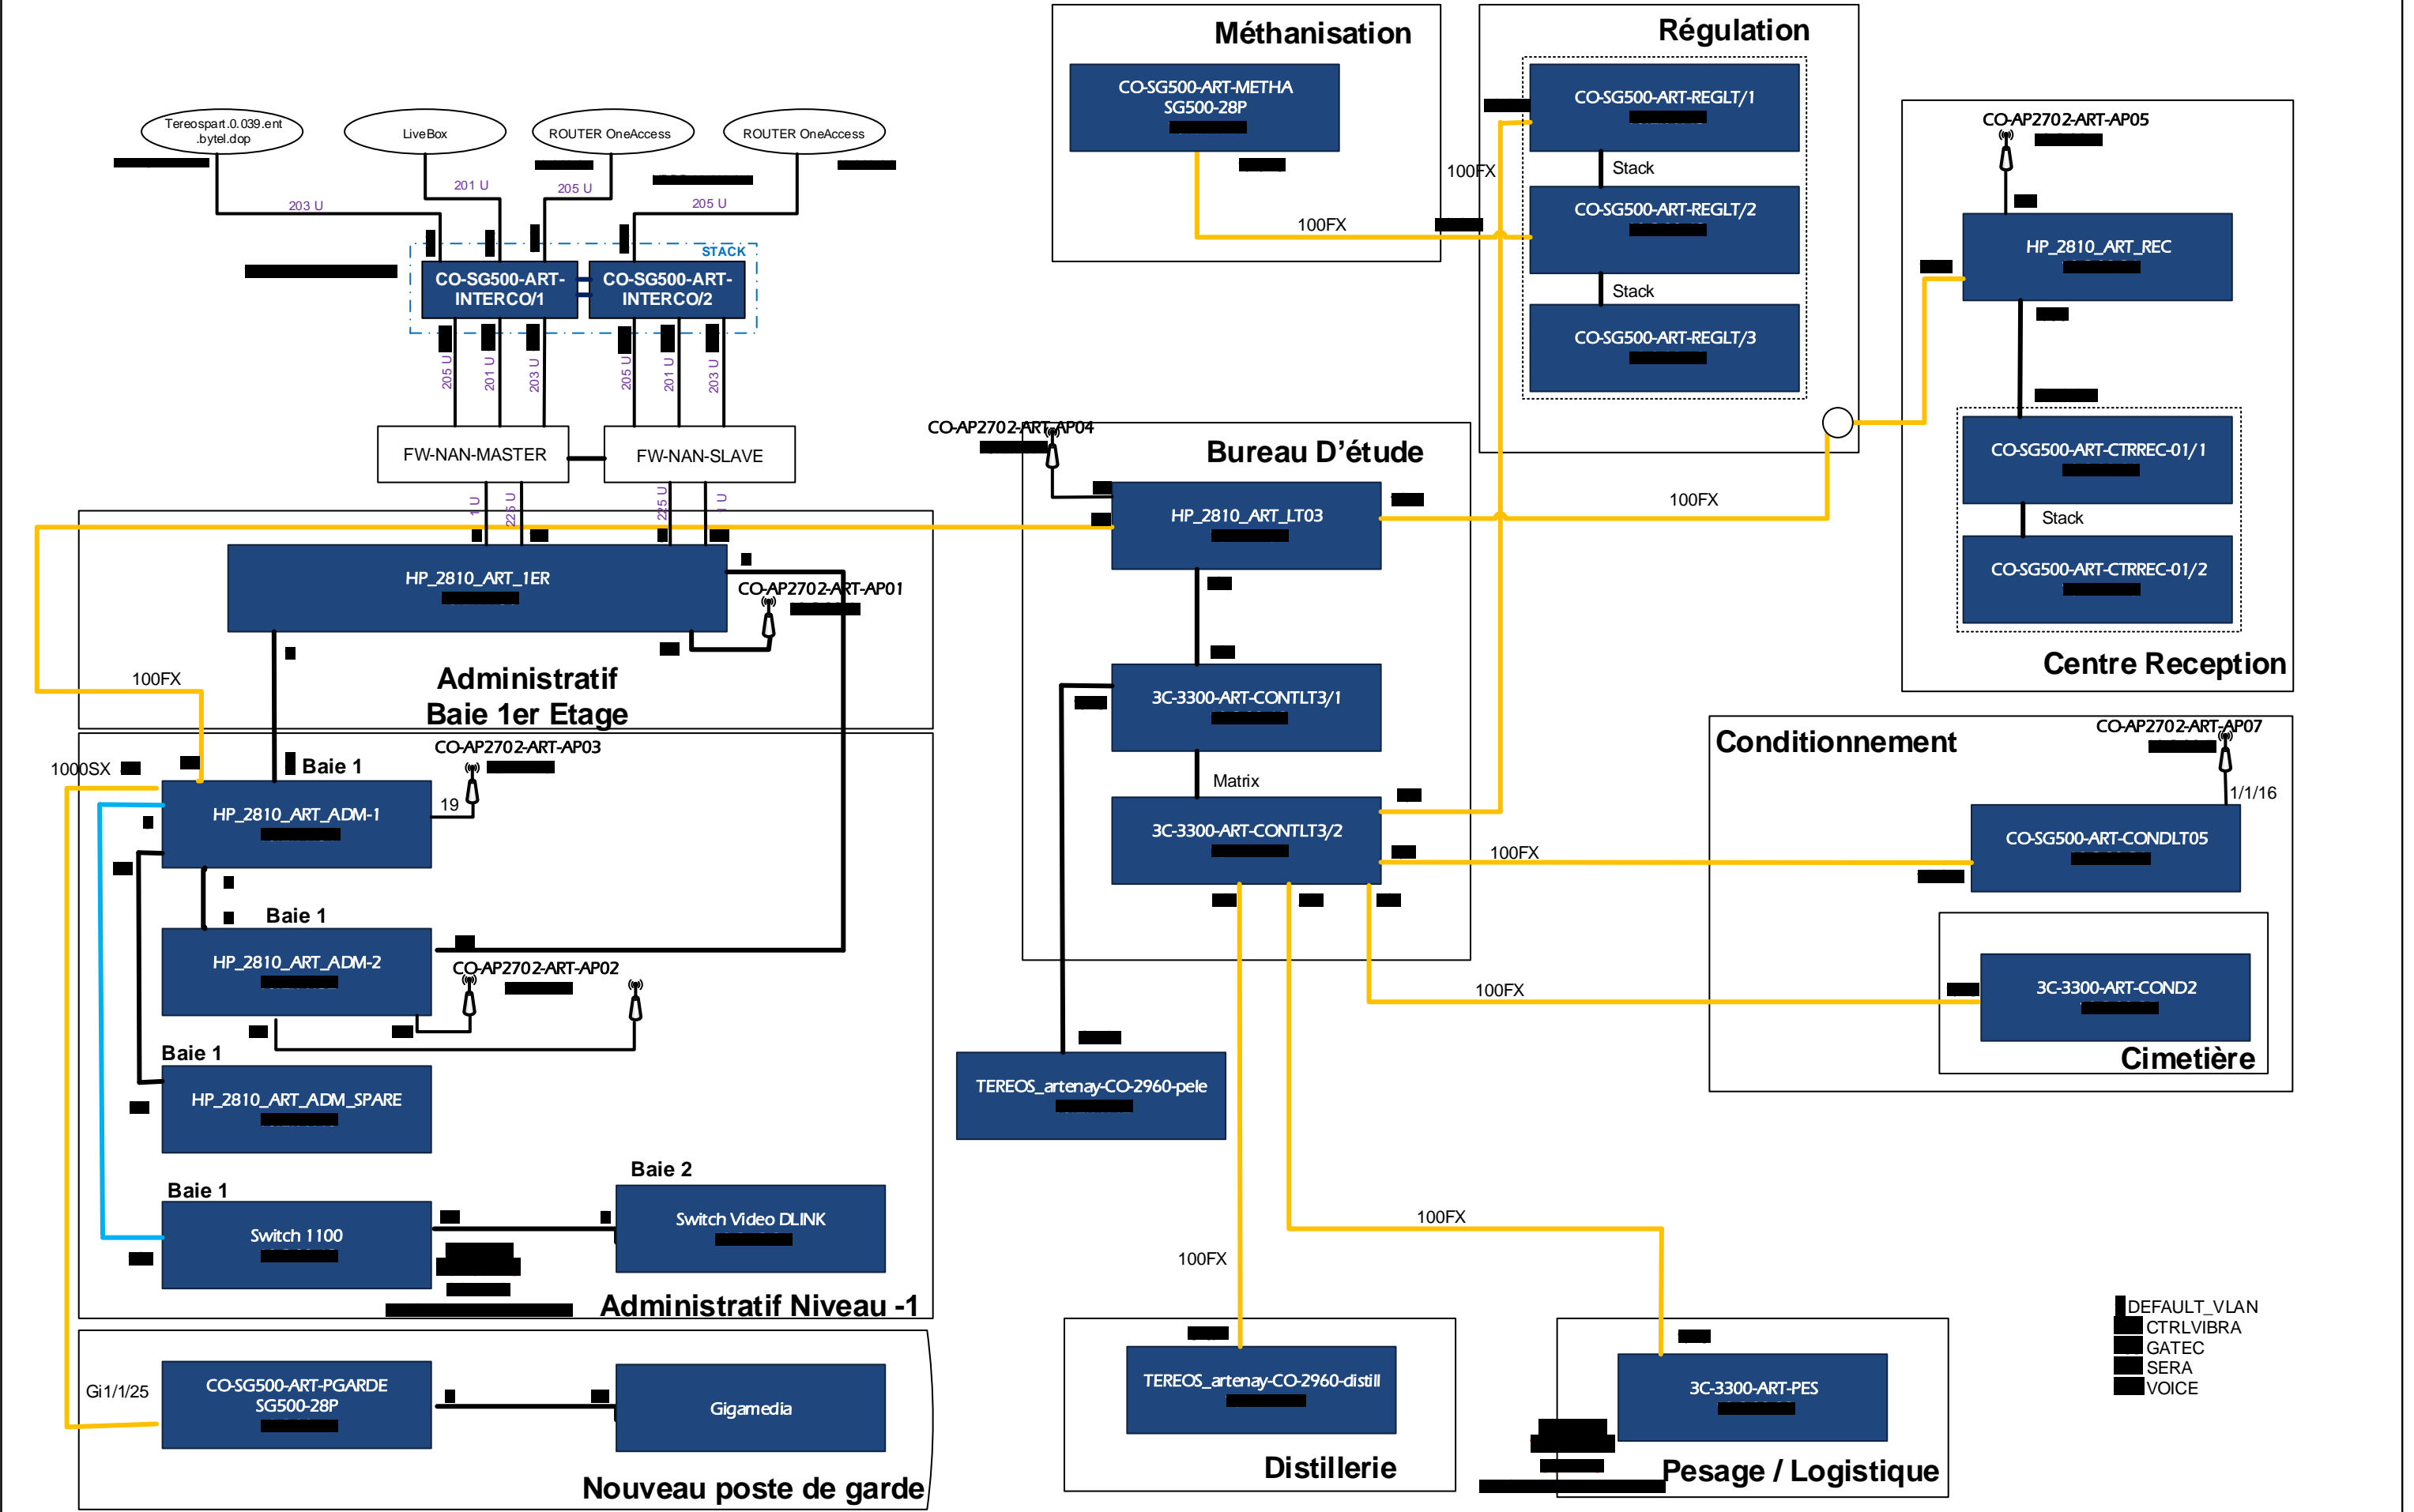 Tereospart.0.039.ent
.bytel.dop
LiveBox
ROUTER OneAccess
ROUTER OneAccess
203 U
201 U
205 U
205 U
STACK
CO-SG500-ART-
INTERCO/1
CO-SG500-ART-
INTERCO/2
205 U
201 U
203 U
205 U
201 U
203 U
FW-NAN-MASTER
FW-NAN-SLAVE
1 U
225 U
225 U
U
HP_2810_ART_1ER
CO-AP2702-ART-AP01
Administratif
Baie 1er Etage
100FX
1000SX
Baie 1
CO-AP2702-ART-AP03
HP_2810_ART_ADM-1
19
Baie 1
HP_2810_ART_ADM-2
CO-AP2702-ART-AP02
Baie 1
HP_2810_ART_ADM_SPARE
Baie 1
Switch 1100
Baie 2
Switch Video DLINK
Administratif Niveau -1
Gi1/1/25
CO-SG500-ART-PGARDE
SG500-28P
Gigamedia
Nouveau poste de garde
Méthanisation
CO-SG500-ART-METHA
SG500-28P
100FX
Régulation
CO-SG500-ART-REGLT/1
100FX
Stack
CO-SG500-ART-REGLT/2
Stack
CO-SG500-ART-REGLT/3
CO-AP2702-ART-AP04
Bureau D’étude
HP_2810_ART_LT03
100FX
3C-3300-ART-CONTLT3/1
Matrix
3C-3300-ART-CONTLT3/2
100FX
100FX
TEREOS_artenay-CO-2960-pele
100FX
100FX
CO-AP2702-ART-AP05
HP_2810_ART_REC
CO-SG500-ART-CTRREC-01/1
Stack
CO-SG500-ART-CTRREC-01/2
Centre Reception
Conditionnement
CO-AP2702-ART-AP07
1/1/16
CO-SG500-ART-CONDLT05
3C-3300-ART-COND2
Cimetière
TEREOS_artenay-CO-2960-distill
Distillerie
3C-3300-ART-PES
Pesage / Logistique
DEFAULT_VLAN
CTRLVIBRA
GATEC
SERA
VOICE